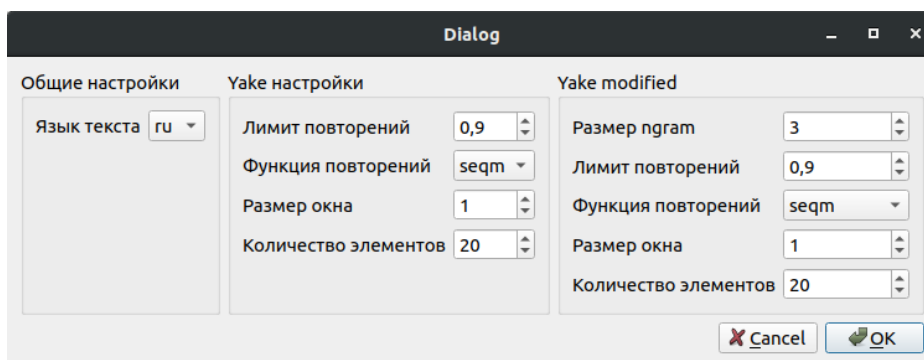 Dialog
Общие настройки
Язык текста ru
Yake настройки
Лимит повторений 0,9
Функция повторений seqm
Размер окна 1
Количество элементов 20
Yake modified
Размер ngram 3
Лимит повторений 0,9
Функция повторений seqm
Размер окна 1
Количество элементов 20
Cancel OK